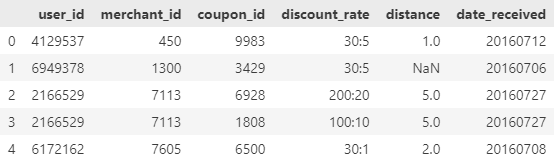 user_id merchant_id coupon_id discount_rate distance date_received
0 4129537 450 9983 30:5 1.0 20160712
1 6949378 1300 3429 30:5 NaN 20160706
2 2166529 7113 6928 200:20 5.0 20160727
3 2166529 7113 1808 100:10 5.0 20160727
4 6172162 7605 6500 30:1 2.0 20160708